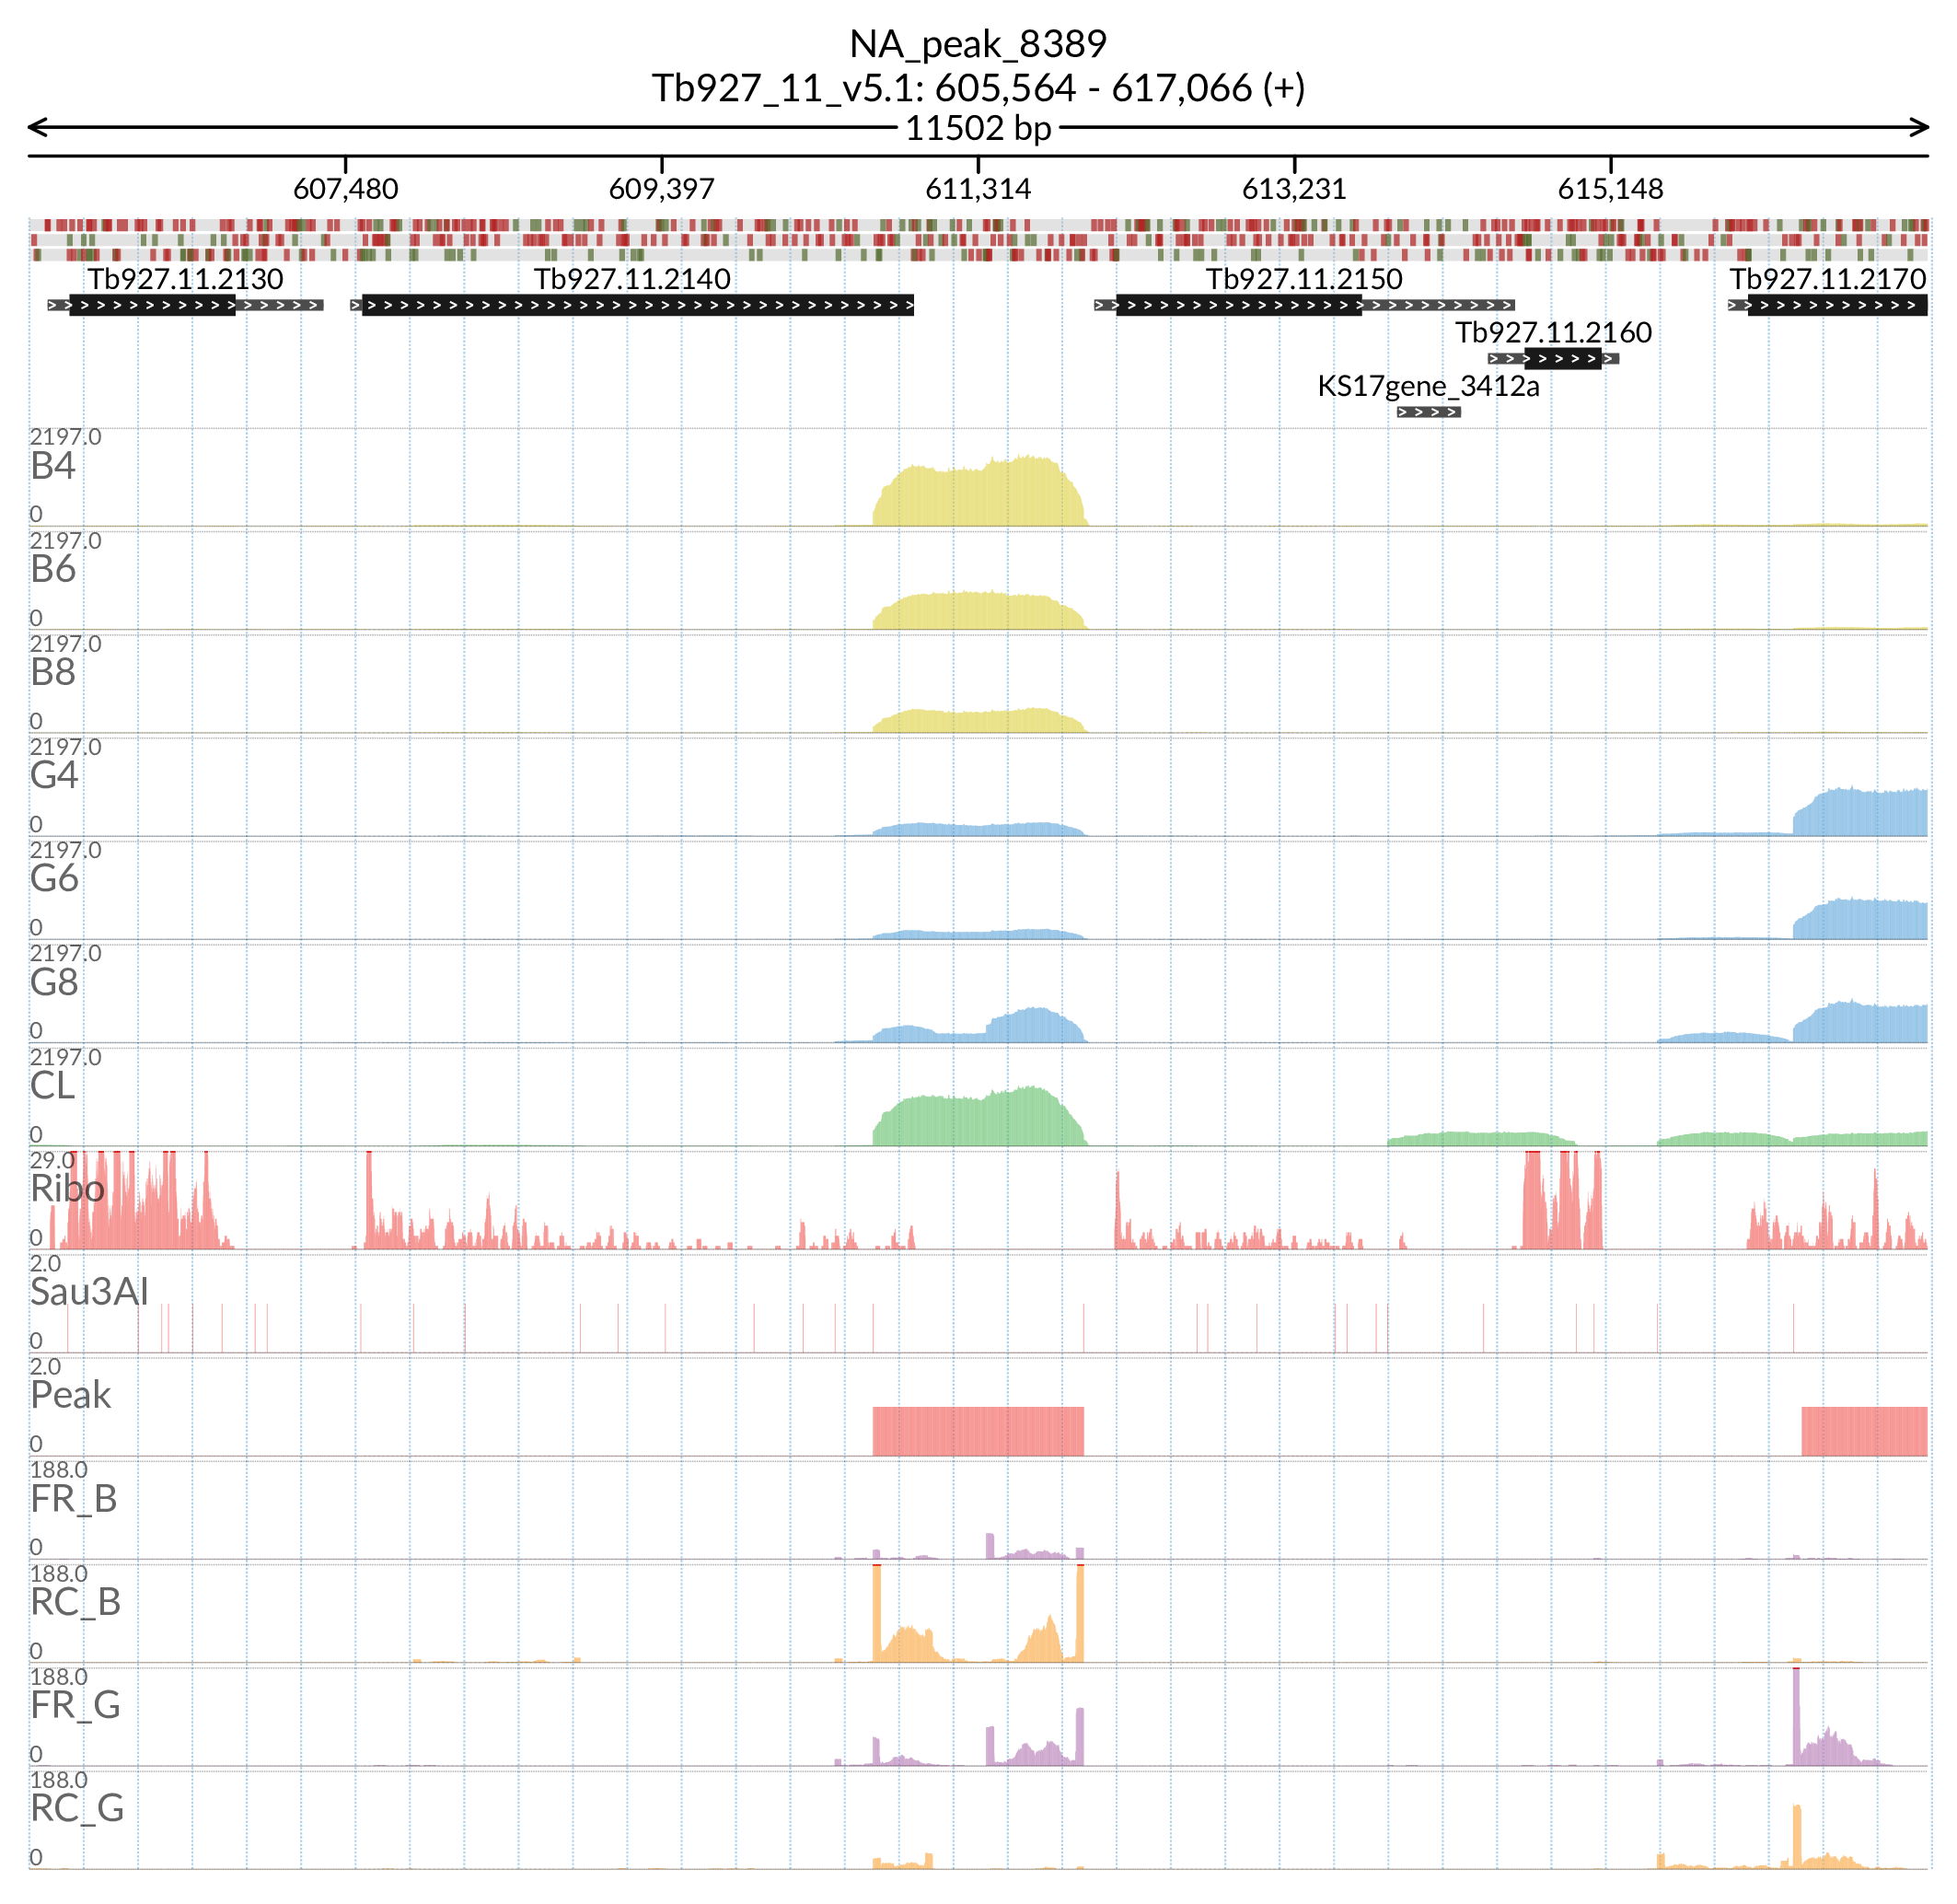 NA_peak_8389
Tb927_11_v5.1: 605,564 - 617,066 (+)
11502 bp
607,480 609,397 611,314 613,231 615,148
Tb927.11.2130 Tb927.11.2140 Tb927.11.2150 Tb927.11.2170
Tb927.11.2160
KS17gene_3412a
2197.0
B4
0
2197.0
B6
0
2197.0
B8
0
2197.0
G4
0
2197.0
G6
0
2197.0
G8
0
2197.0
CL
0
29.0
Ribo
0
2.0
Sau3AI
0
2.0
Peak
0
188.0
FR_B
0
188.0
RC_B
0
188.0
FR_G
0
188.0
RC_G
0